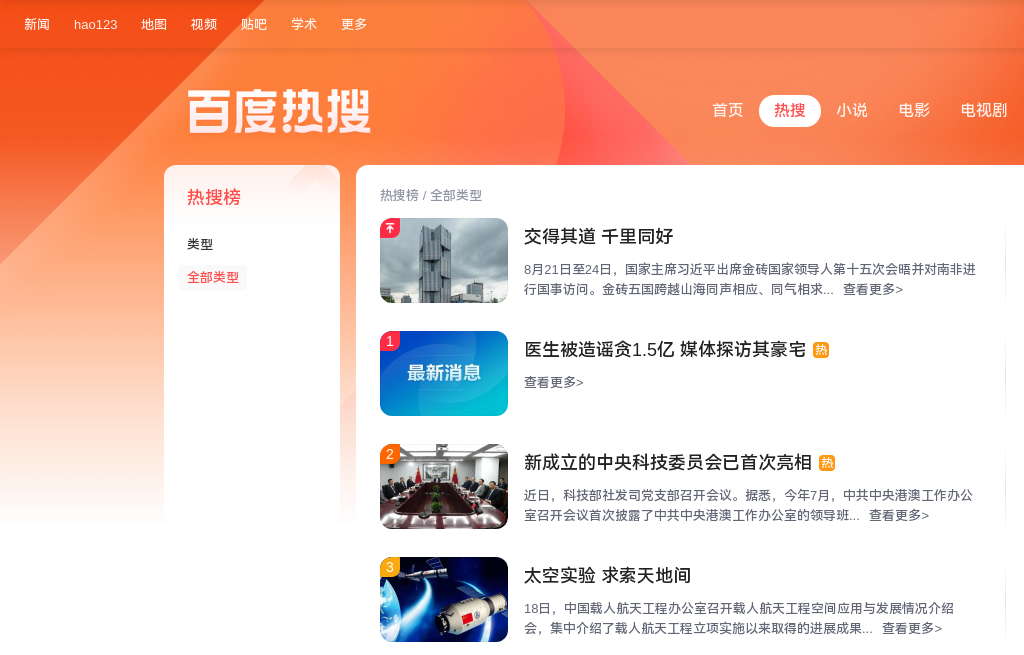 新闻 hao123 地图 视频 贴吧 学术 更多
百度热搜
首页 热搜 小说 电影 电视剧
热搜榜
类型
全部类型
热搜榜 / 全部类型
交得其道 千里同好
8月21日至24日，国家主席习近平出席金砖国家领导人第十五次会晤并对南非进
行国事访问。金砖五国跨越山海同声相应、同气相求... 查看更多>
1
最新消息
医生被造谣贪1.5亿 媒体探访其豪宅 热
查看更多>
2
新成立的中央科技委员会已首次亮相 热
近日，科技部社发司党支部召开会议。据悉，今年7月，中共中央港澳工作办公
室召开会议首次披露了中共中央港澳工作办公室的领导班... 查看更多>
3
太空实验 求索天地间
18日，中国载人航天工程办公室召开载人航天工程空间应用与发展情况介绍
会，集中介绍了载人航天工程立项实施以来取得的进展成果... 查看更多>